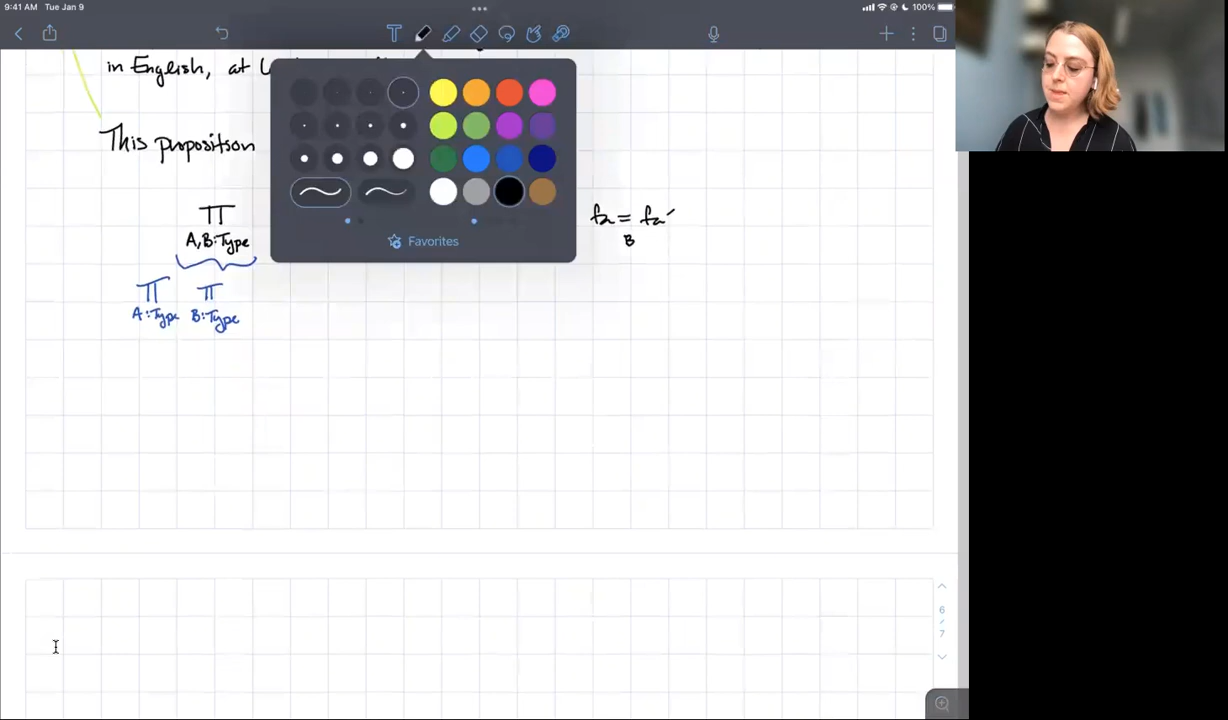 9:41 AM Tue Jan 9
100%
in English, at
This propositson
Π
A,B:Type
fa = fa′
B
Π Π
A:Type B:Type
Favorites
6
7